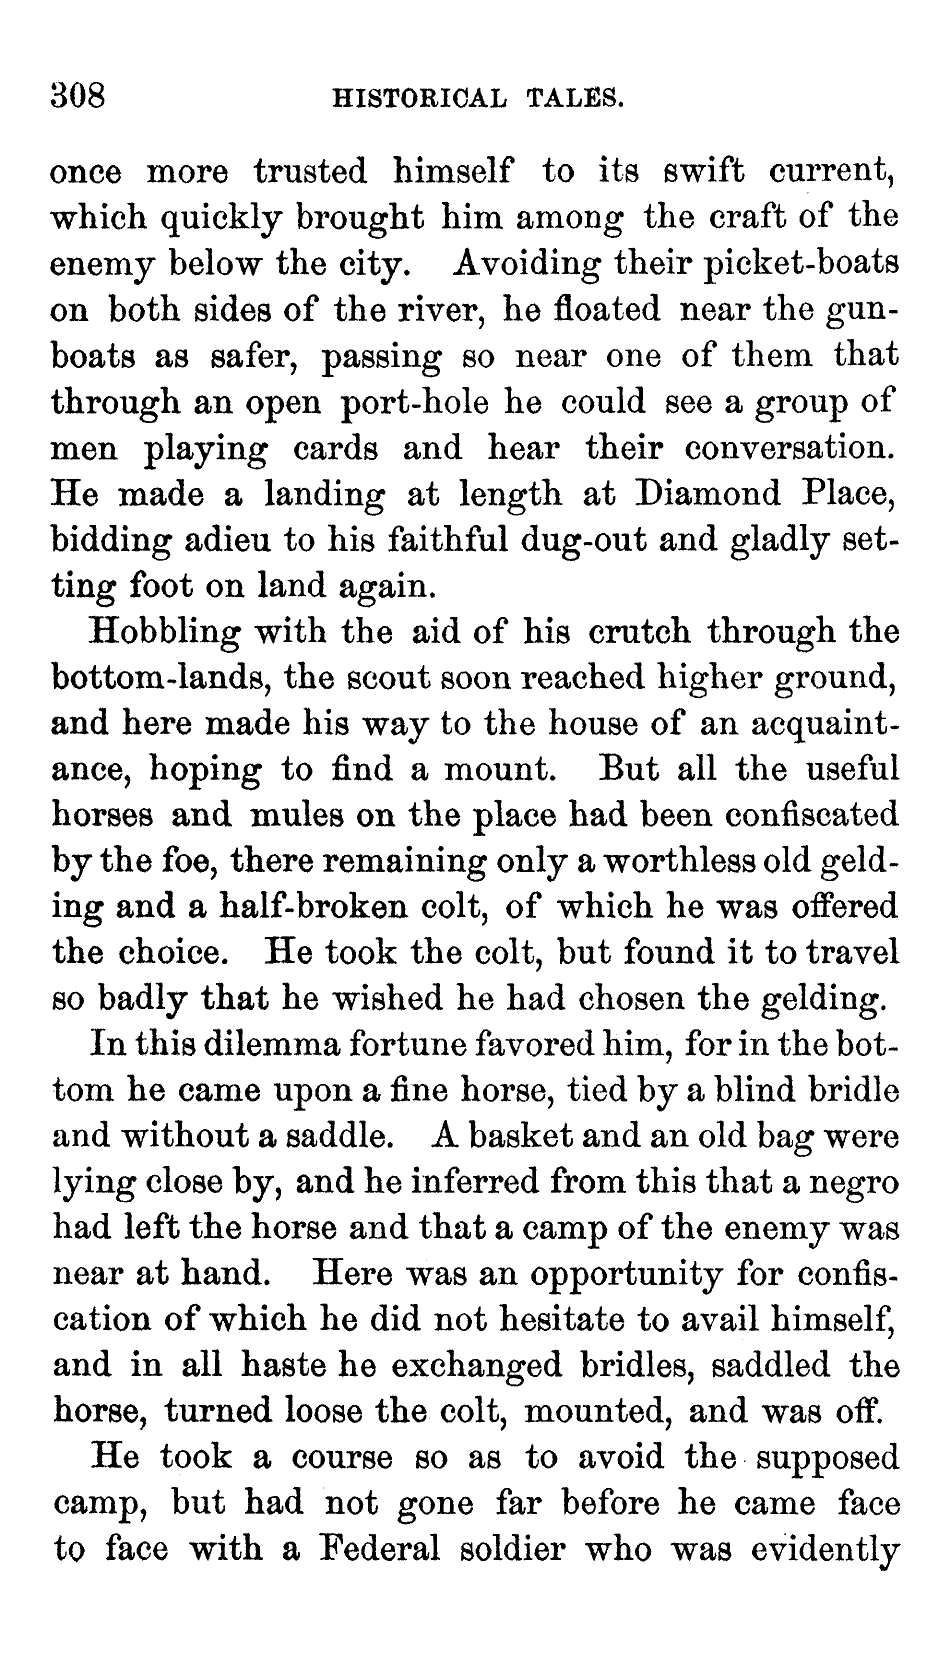 308 HISTORICAL TALES.
once more trusted himself to its swift current,
which quickly brought him among the craft of the
enemy below the city. Avoiding their picket-boats
on both sides of the river, he floated near the gun-
boats as safer, passing so near one of them that
through an open port-hole he could see a group of
men playing cards and hear their conversation.
He made a landing at length at Diamond Place,
bidding adieu to his faithful dug-out and gladly set-
ting foot on land again.
Hobbling with the aid of his crutch through the
bottom-lands, the scout soon reached higher ground,
and here made his way to the house of an acquaint-
ance, hoping to find a mount. But all the useful
horses and mules on the place had been confiscated
by the foe, there remaining only a worthless old geld-
ing and a half-broken colt, of which he was offered
the choice. He took the colt, but found it to travel
so badly that he wished he had chosen the gelding.
In this dilemma fortune favored him, for in the bot-
tom he came upon a fine horse, tied by a blind bridle
and without a saddle. A basket and an old bag were
lying close by, and he inferred from this that a negro
had left the horse and that a camp of the enemy was
near at hand. Here was an opportunity for confis-
cation of which he did not hesitate to avail himself,
and in all haste he exchanged bridles, saddled the
horse, turned loose the colt, mounted, and was off.
He took a course so as to avoid the supposed
camp, but had not gone far before he came face
to face with a Federal soldier who was evidently